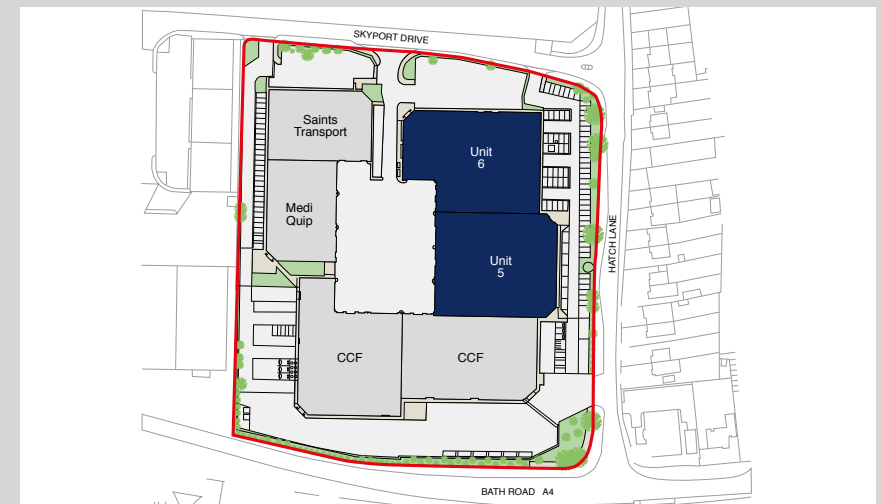 SKYPORT DRIVE
Saints
Transport
Unit
6
Medi
Quip
HATCH LANE
Unit
5
CCF
CCF
BATH ROAD A4